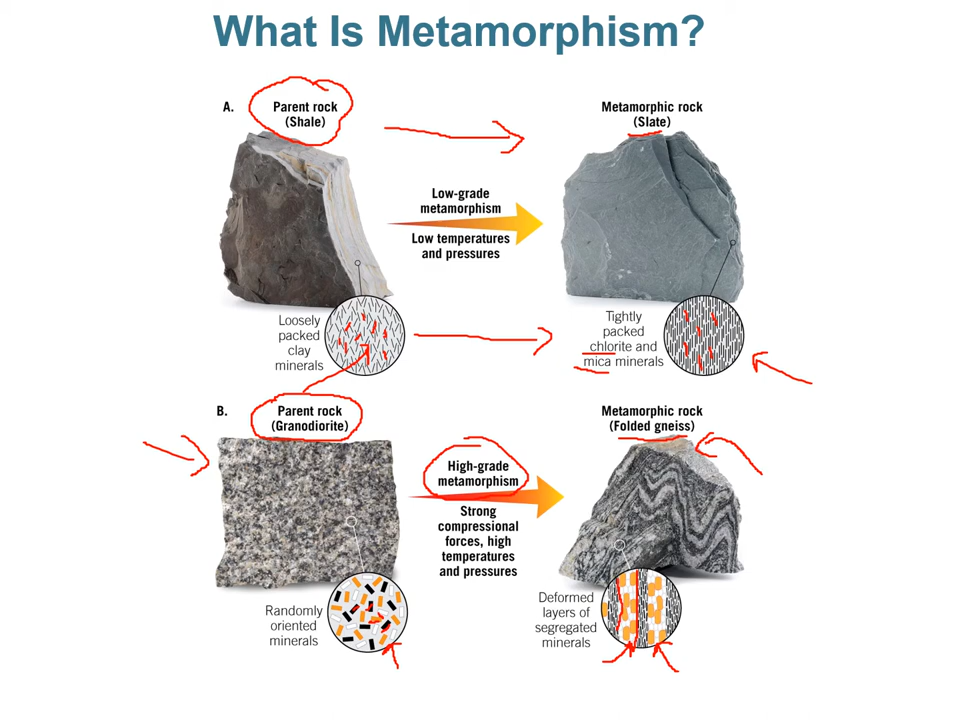 What Is Metamorphism?
A.
Parent rock
(Shale)
Metamorphic rock
(Slate)
Low-grade
metamorphism
Low temperatures
and pressures
Loosely
packed
clay
minerals
Tightly
packed
chlorite and
mica minerals
B.
Parent rock
(Granodiorite)
Metamorphic rock
(Folded gneiss)
High-grade
metamorphism
Strong
compressional
forces, high
temperatures
and pressures
Randomly
oriented
minerals
Deformed
layers of
segregated
minerals